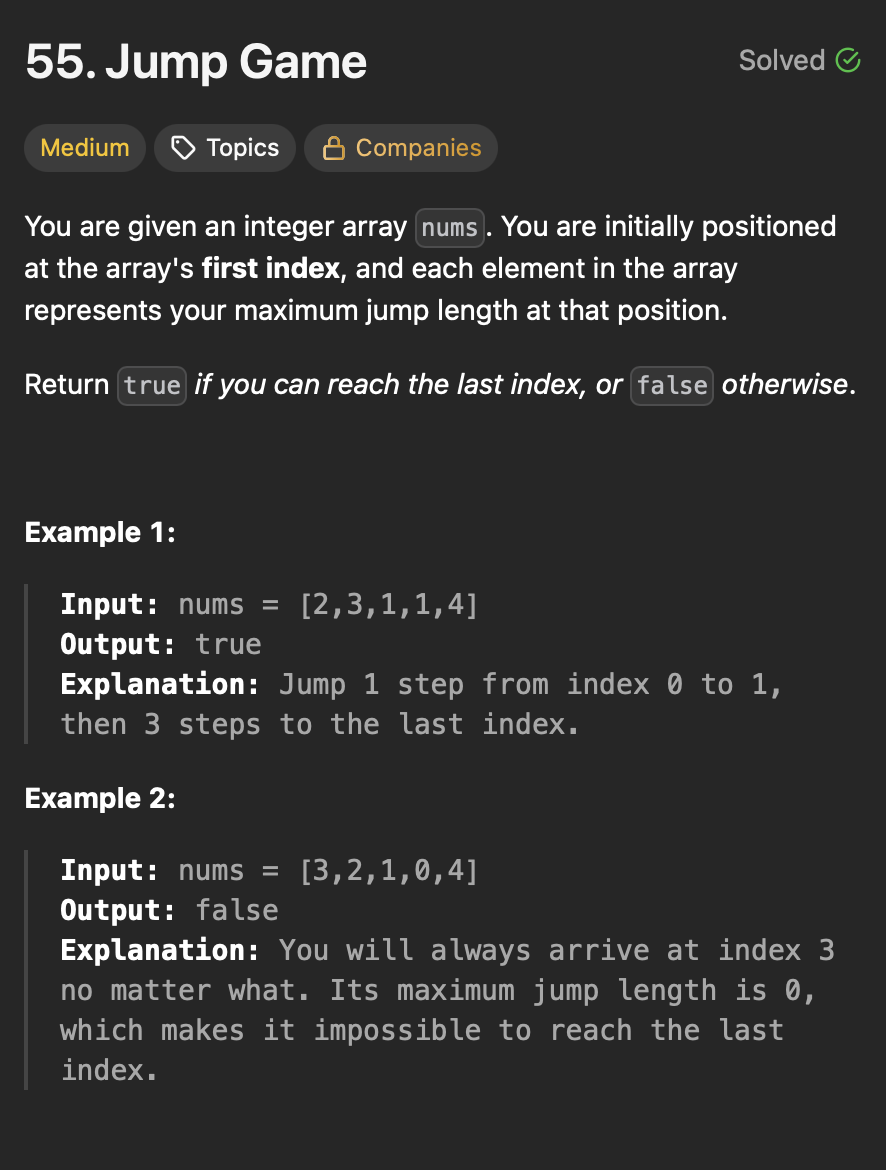 55. Jump Game
Solved
Medium
Topics
Companies
You are given an integer array nums. You are initially positioned
at the array's first index, and each element in the array
represents your maximum jump length at that position.
Return true if you can reach the last index, or false otherwise.
Example 1:
Input: nums = [2,3,1,1,4]
Output: true
Explanation: Jump 1 step from index 0 to 1,
then 3 steps to the last index.
Example 2:
Input: nums = [3,2,1,0,4]
Output: false
Explanation: You will always arrive at index 3
no matter what. Its maximum jump length is 0,
which makes it impossible to reach the last
index.